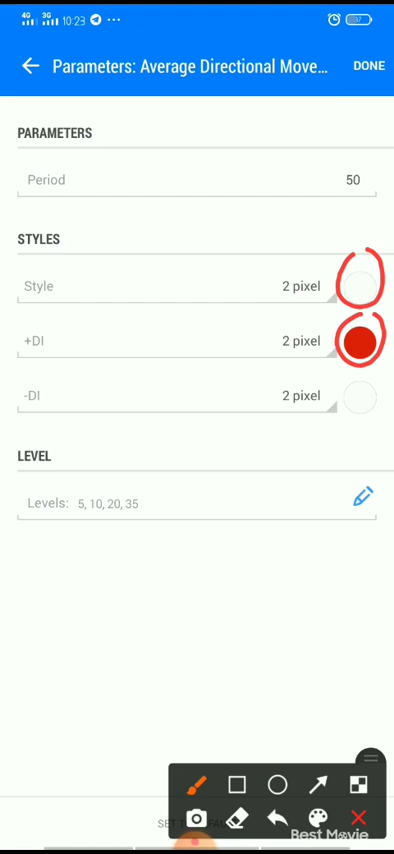 4G 3G 10:23 ··· 37
Parameters: Average Directional Move... DONE
PARAMETERS
Period 50
STYLES
Style 2 pixel
+DI 2 pixel
-DI 2 pixel
LEVEL
Levels: 5, 10, 20, 35
Best Movie